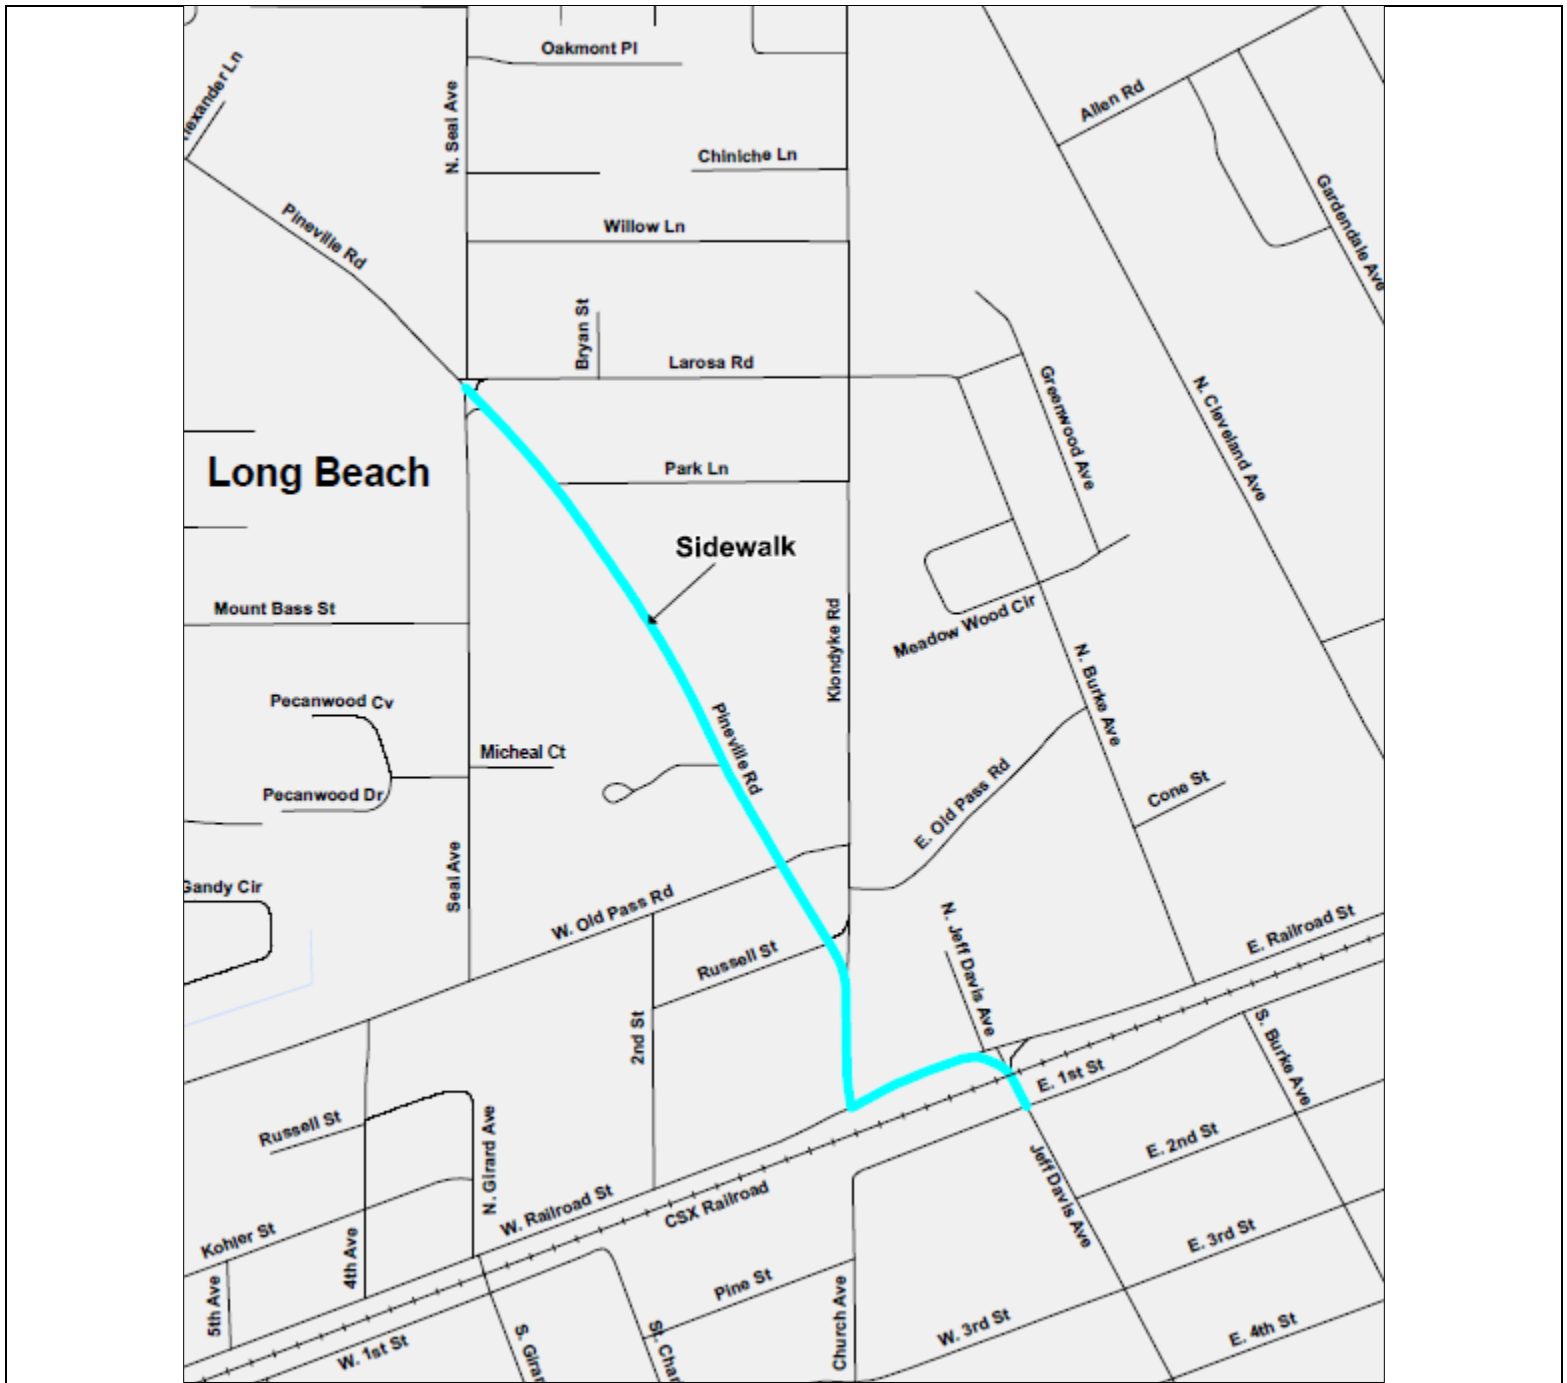 Oakmont Pl
Alexander Ln
N. Seal Ave
Allen Rd
Chiniche Ln
Pineville Rd
Willow Ln
Gardendale Ave
Bryan St
Larosa Rd
Greenwood Ave
N. Cleveland Ave
Long Beach
Park Ln
Sidewalk
Mount Bass St
Klondyke Rd
Meadow Wood Cir
N. Burke Ave
Pecanwood Cv
Pineville Rd
Micheal Ct
Pecanwood Dr
E. Old Pass Rd
Cone St
Seal Ave
Gandy Cir
W. Old Pass Rd
N. Jeff Davis Ave
E. Railroad St
Russell St
2nd St
S. Burke Ave
E. 1st St
Russell St
N. Girard Ave
E. 2nd St
Jeff Davis Ave
W. Railroad St
CSX Railroad
Kohler St
4th Ave
E. 3rd St
5th Ave
Pine St
Church Ave
W. 3rd St
E. 4th St
W. 1st St
S. Girar
St. Char